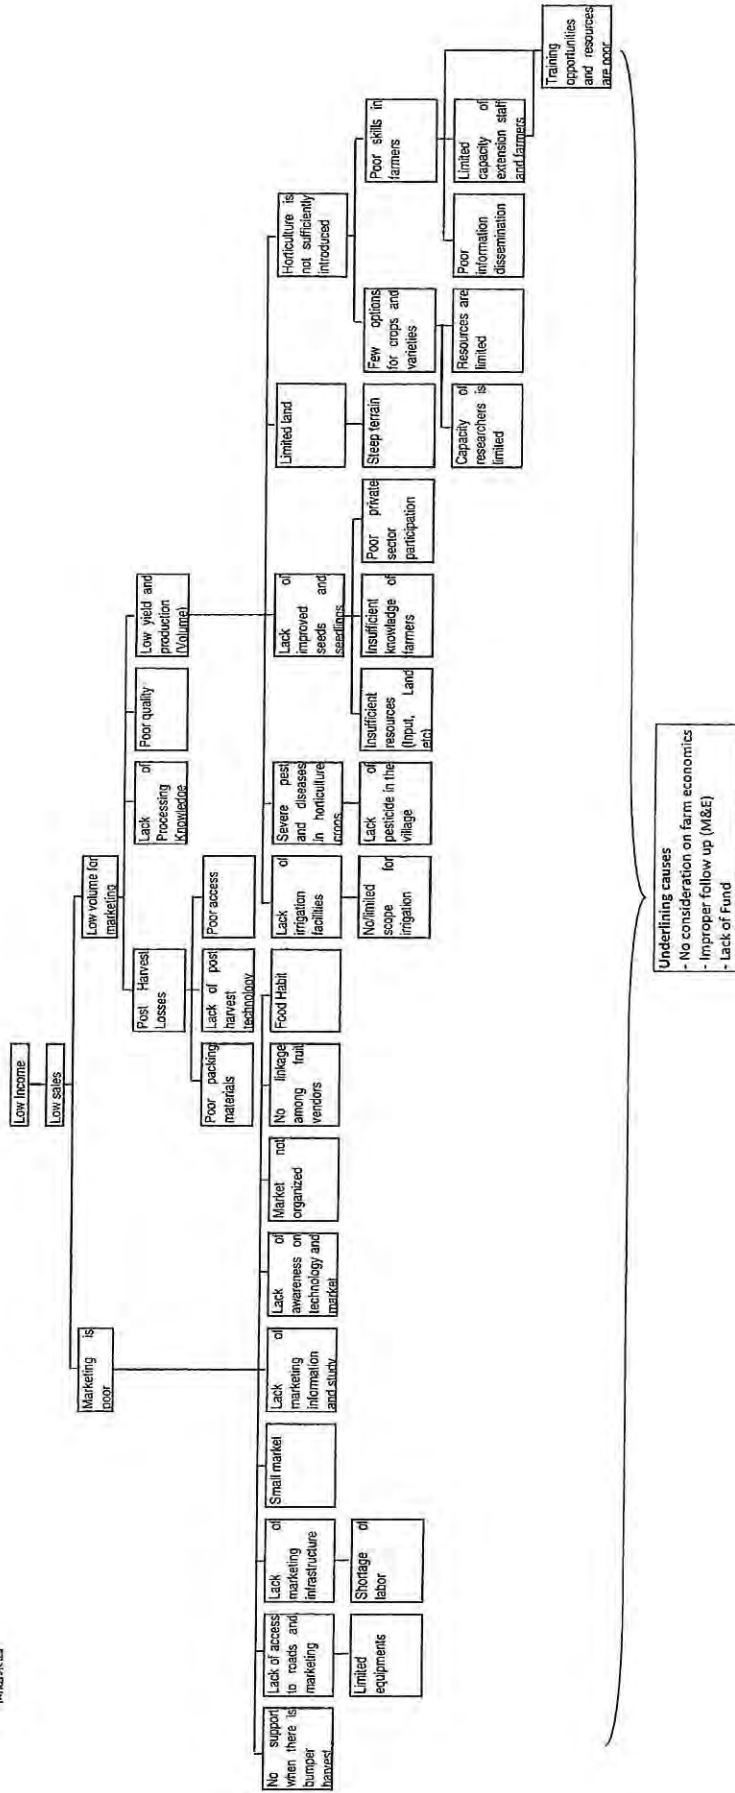 Low Income
Low sales
Marketing is
poor
Low volume for
marketing
Post Harvest
Losses
Lack of
Processing
Knowledge
Poor quality
Low yield and
production
(Volume)
Poor packing
materials
Lack of post
harvest
technology
Poor access
No support
when there is
bumper
harvest
Lack of access
to roads and
marketing
Lack of
marketing
infrastructure
Small market
Lack of
marketing
information
and study
Lack of
awareness on
technology and
market
Market not
organized
No linkage
among fruit
vendors
Food Habit
Lack of
irrigation
facilities
Severe pest
and diseases
in horticulture
crops
Lack of
improved
seeds and
seedlings
Limited land
Horticulture is
not sufficiently
introduced
Limited
equipments
Shortage of
labor
No/limited
scope for
irrigation
Lack of
pesticide in the
village
Insufficient
resources
(Input, Land
etc)
Insufficient
knowledge of
farmers
Poor private
sector
participation
Steep terrain
Few options
for crops and
varieties
Poor skills in
farmers
Capacity of
researchers is
limited
Resources are
limited
Poor
information
dissemination
Limited
capacity of
extension staff
and farmers
Training
opportunities
and resources
are poor
Underlining causes
- No consideration on farm economics
- Improper follow up (M&E)
- Lack of Fund